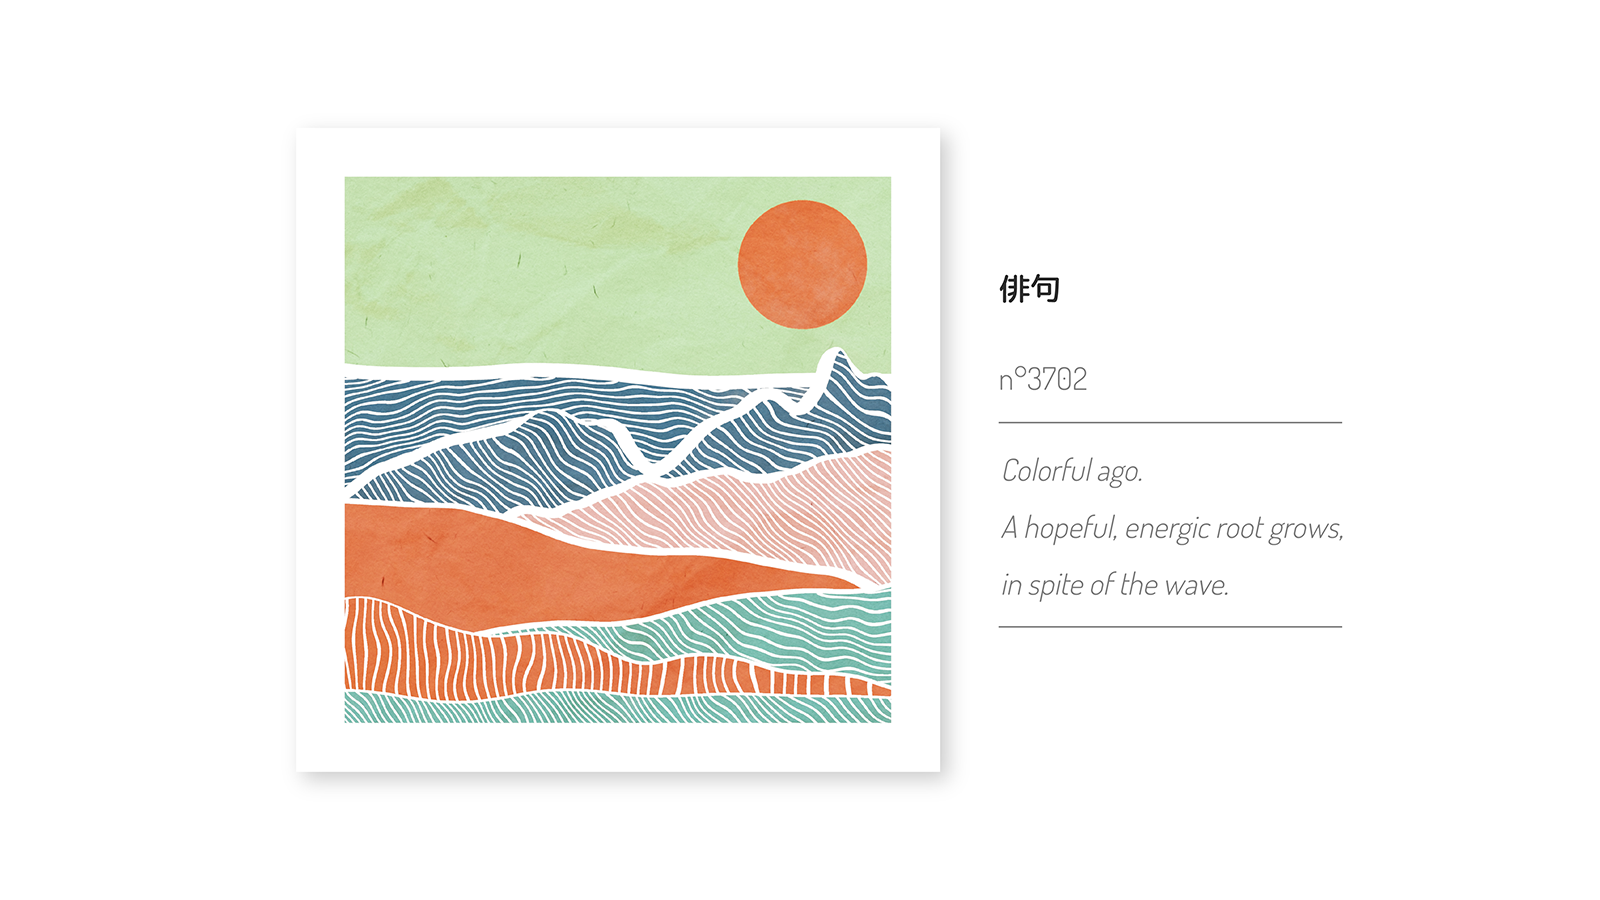 俳句
n°3702
Colorful ago.
A hopeful, energic root grows,
in spite of the wave.